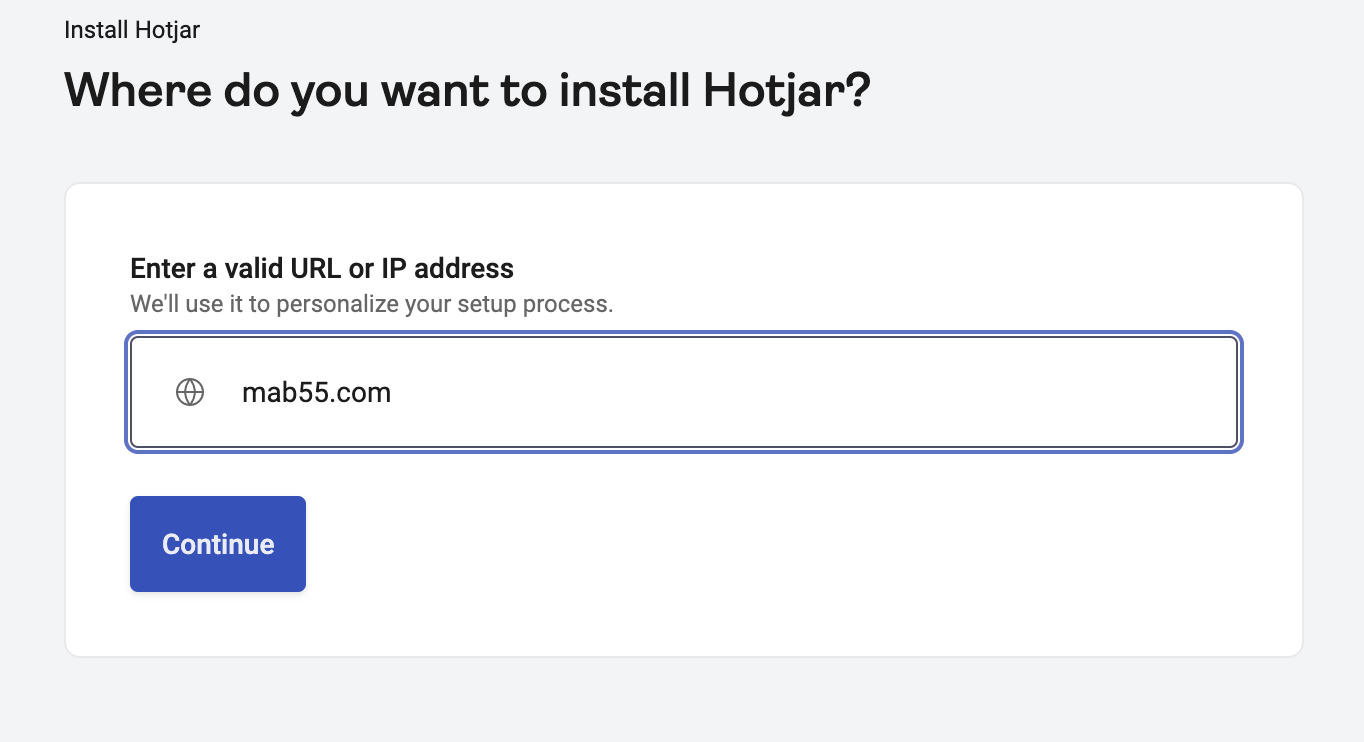 Install Hotjar
Where do you want to install Hotjar?
Enter a valid URL or IP address
We'll use it to personalize your setup process.
mab55.com
Continue